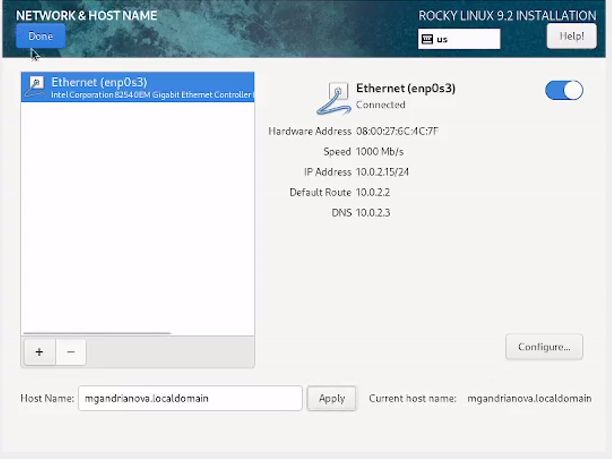 NETWORK & HOST NAME
ROCKY LINUX 9.2 INSTALLATION
Done
us
Help!
Ethernet (enp0s3)
Intel Corporation 82540EM Gigabit Ethernet Controller
Ethernet (enp0s3)
Connected
Hardware Address 08:00:27:6C:4C:7F
Speed 1000 Mb/s
IP Address 10.0.2.15/24
Default Route 10.0.2.2
DNS 10.0.2.3
+ −
Configure...
Host Name: mgandrianova.localdomain Apply Current host name: mgandrianova.localdomain